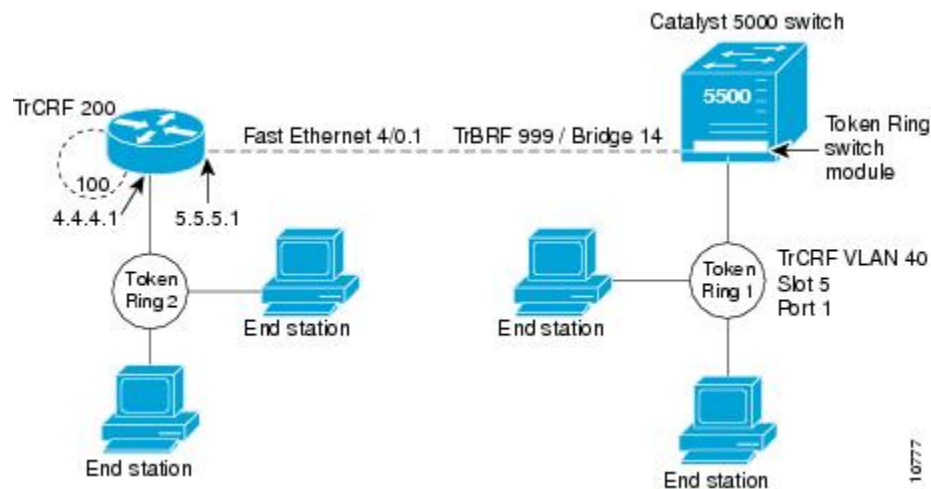 Catalyst 5000 switch
TrCRF 200
5500
Fast Ethernet 4/0.1
TrBRF 999 / Bridge 14
Token Ring
switch
module
100
4.4.4.1
5.5.5.1
Token
Ring 2
End station
End station
Token
Ring 1
TrCRF VLAN 40
Slot 5
Port 1
End station
End station
10777